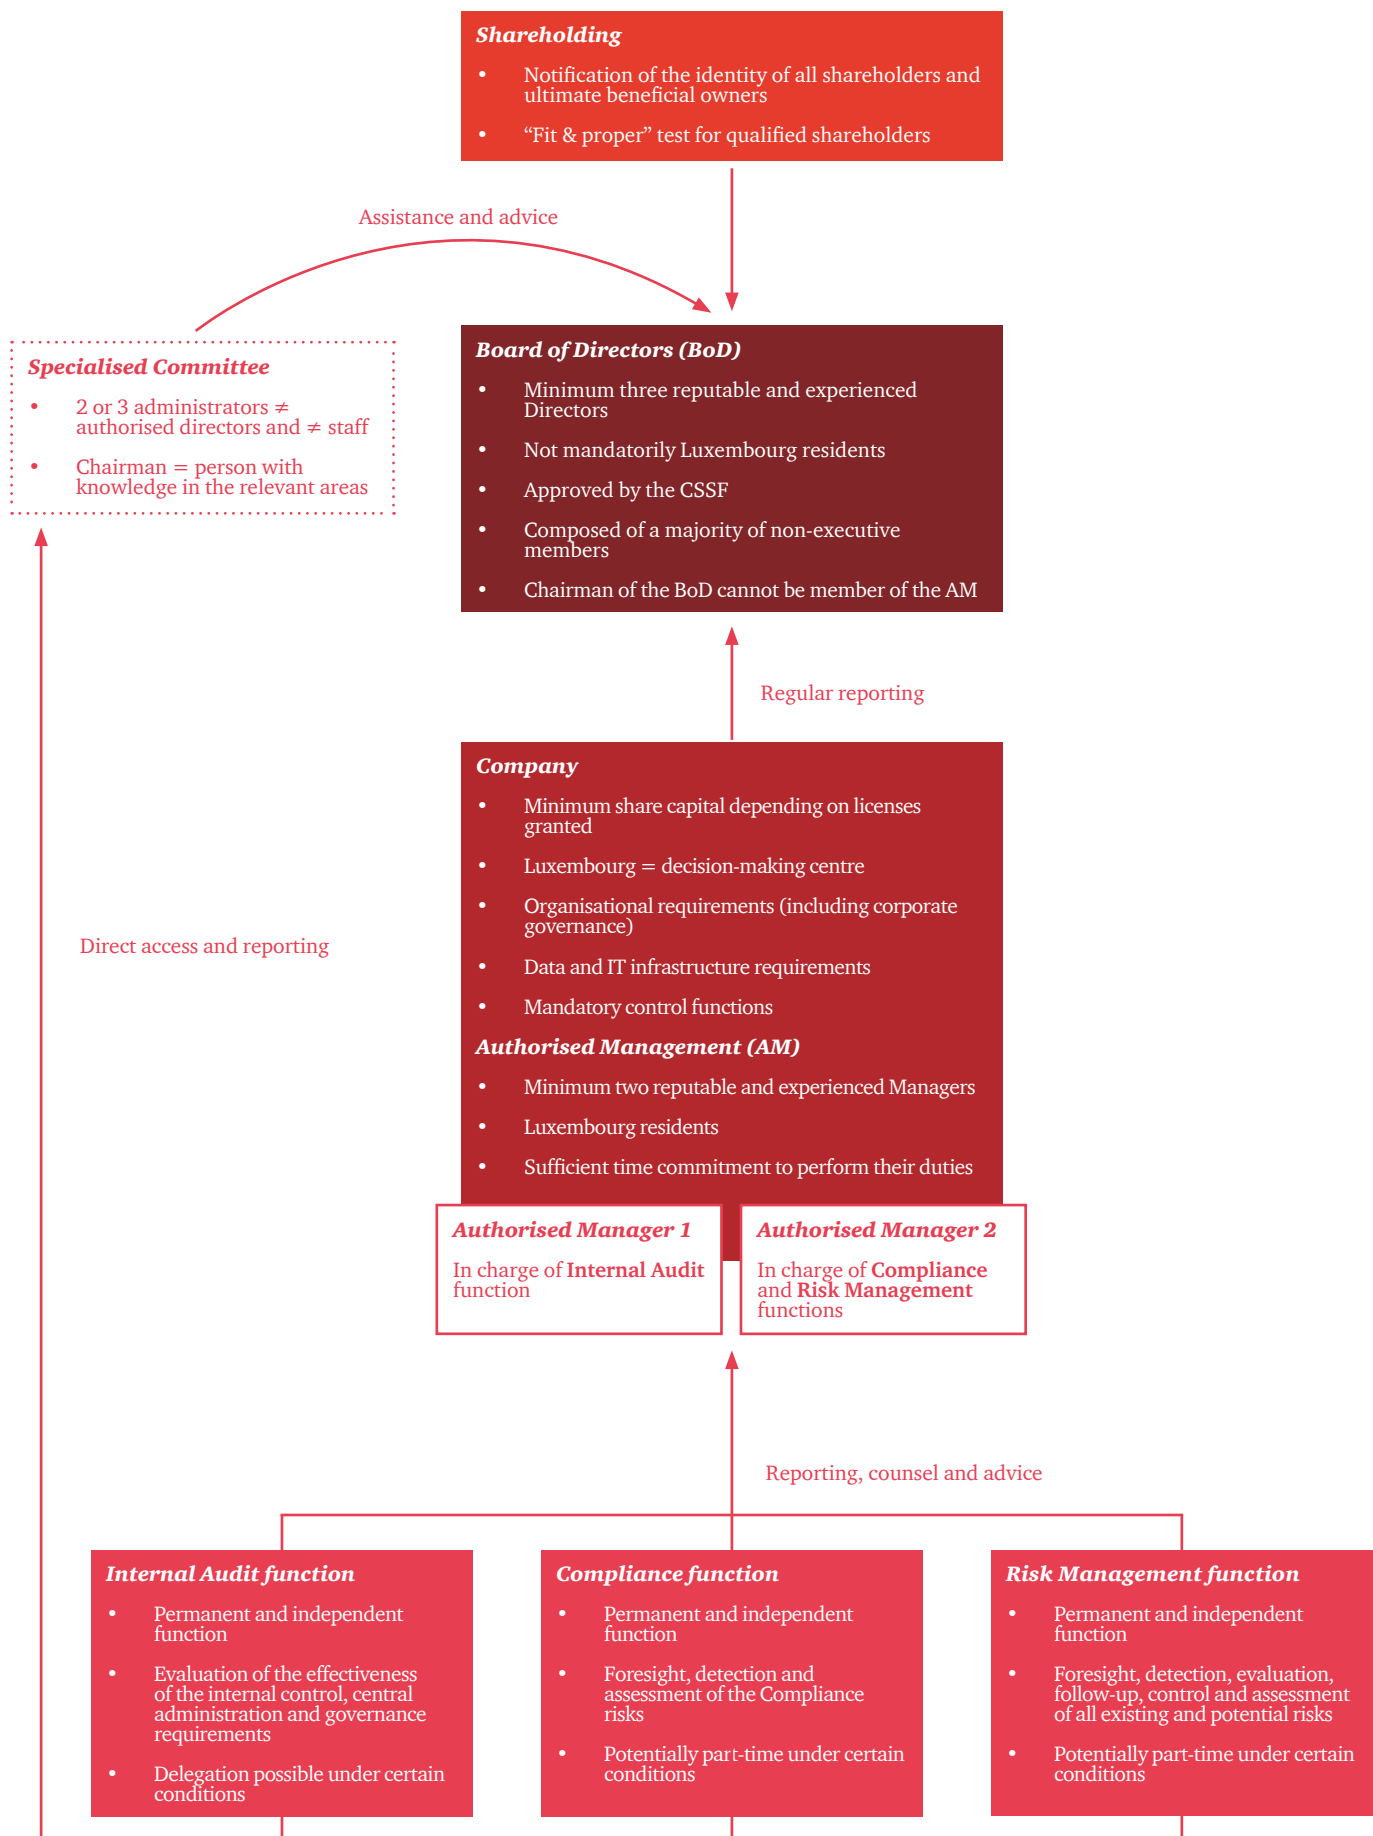 Shareholding
• Notification of the identity of all shareholders and
ultimate beneficial owners
• “Fit & proper” test for qualified shareholders
Assistance and advice
Specialised Committee
• 2 or 3 administrators ≠
authorised directors and ≠ staff
• Chairman = person with
knowledge in the relevant areas
Board of Directors (BoD)
• Minimum three reputable and experienced
Directors
• Not mandatorily Luxembourg residents
• Approved by the CSSF
• Composed of a majority of non-executive
members
• Chairman of the BoD cannot be member of the AM
Regular reporting
Company
• Minimum share capital depending on licenses
granted
• Luxembourg = decision-making centre
• Organisational requirements (including corporate
governance)
• Data and IT infrastructure requirements
• Mandatory control functions
Direct access and reporting
Authorised Management (AM)
• Minimum two reputable and experienced Managers
• Luxembourg residents
• Sufficient time commitment to perform their duties
Authorised Manager 1
In charge of Internal Audit
function
Authorised Manager 2
In charge of Compliance
and Risk Management
functions
Reporting, counsel and advice
Internal Audit function
• Permanent and independent
function
• Evaluation of the effectiveness
of the internal control, central
administration and governance
requirements
• Delegation possible under certain
conditions
Compliance function
• Permanent and independent
function
• Foresight, detection and
assessment of the Compliance
risks
• Potentially part-time under certain
conditions
Risk Management function
• Permanent and independent
function
• Foresight, detection, evaluation,
follow-up, control and assessment
of all existing and potential risks
• Potentially part-time under certain
conditions